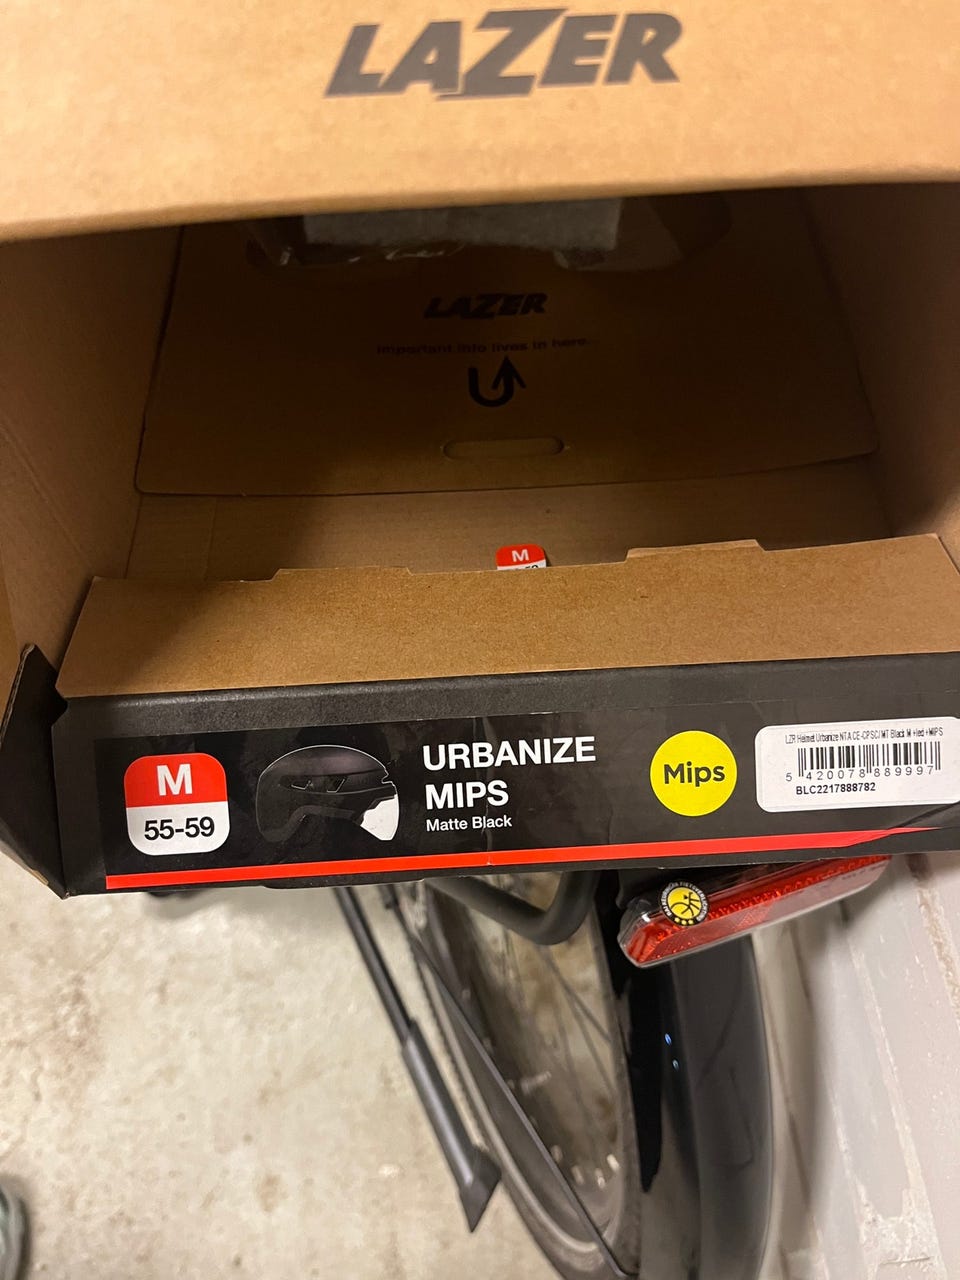 LAZER
LAZER
Important info lives in here
M
M
55-59
URBANIZE
MIPS
Matte Black
Mips
LZR Helmet Urbanize NTA CE-CPSC/ MT Black M +led +MIPS
5 420078 889997
BLC2217888782